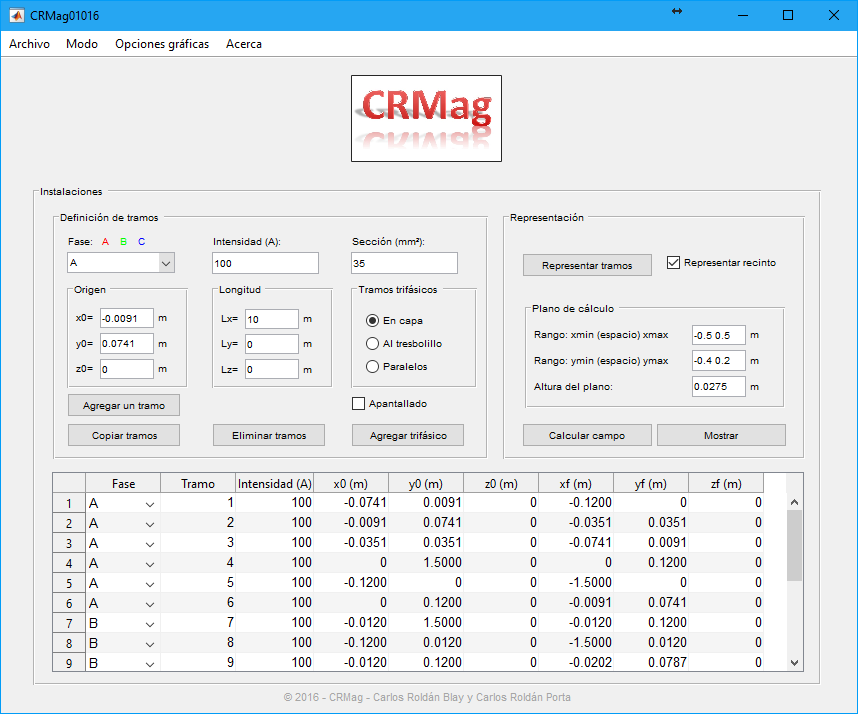 CRMag01016
Archivo Modo Opciones gráficas Acerca
CRMag
Instalaciones
Definición de tramos
Fase: A B C
A
Intensidad (A):
100
Sección (mm²):
35
Origen
x0= -0.0091 m
y0= 0.0741 m
z0= 0 m
Longitud
Lx= 10 m
Ly= 0 m
Lz= 0 m
Tramos trifásicos
En capa
Al tresbolillo
Paralelos
Agregar un tramo
Apantallado
Copiar tramos
Eliminar tramos
Agregar trifásico
Representación
Representar tramos
Representar recinto
Plano de cálculo
Rango: xmin (espacio) xmax -0.5 0.5 m
Rango: ymin (espacio) ymax -0.4 0.2 m
Altura del plano: 0.0275 m
Calcular campo
Mostrar
Fase Tramo Intensidad (A) x0 (m) y0 (m) z0 (m) xf (m) yf (m) zf (m)
1 A 1 100 -0.0741 0.0091 0 -0.1200 0 0
2 A 2 100 -0.0091 0.0741 0 -0.0351 0.0351 0
3 A 3 100 -0.0351 0.0351 0 -0.0741 0.0091 0
4 A 4 100 0 1.5000 0 0 0.1200 0
5 A 5 100 -0.1200 0 0 -1.5000 0 0
6 A 6 100 0 0.1200 0 -0.0091 0.0741 0
7 B 7 100 -0.0120 1.5000 0 -0.0120 0.1200 0
8 B 8 100 -0.1200 0.0120 0 -1.5000 0.0120 0
9 B 9 100 -0.0120 0.1200 0 -0.0202 0.0787 0
© 2016 - CRMag - Carlos Roldán Blay y Carlos Roldán Porta